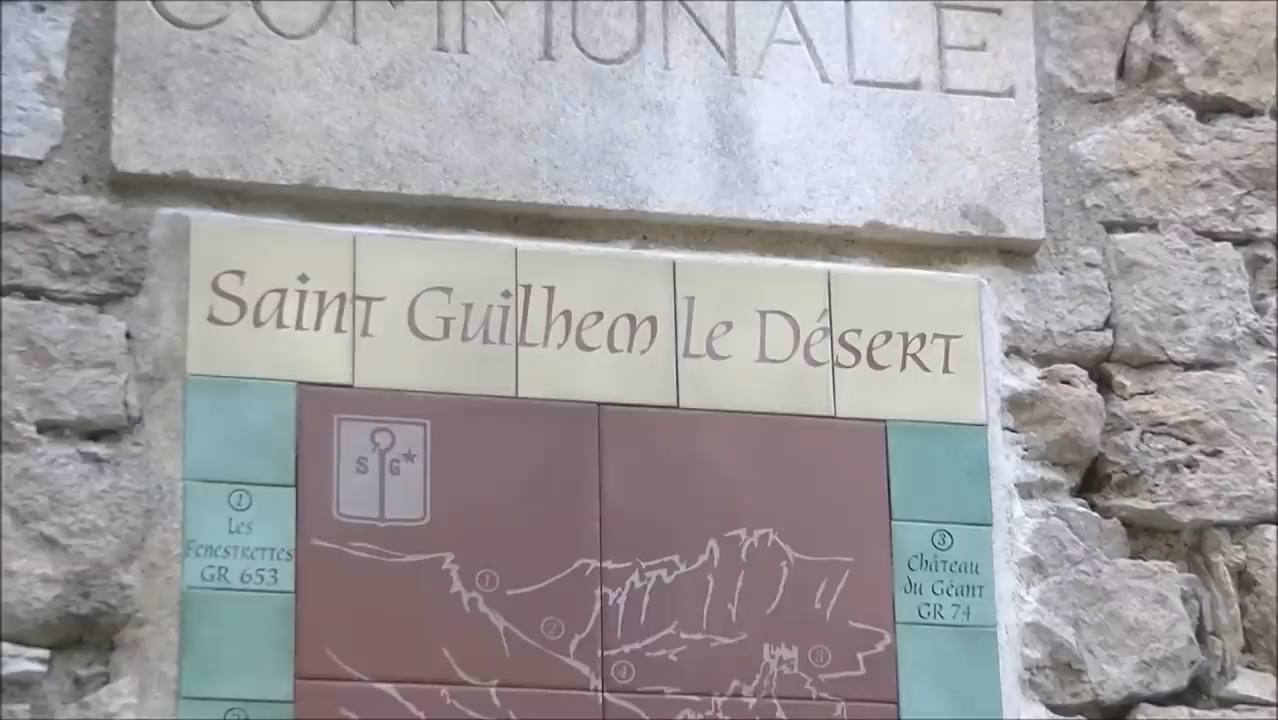 COMMUNALE
Saint Guilhem le Désert
S G
1
Les
Fenestrettes
GR 653
3
Château
du Géant
GR 74
1
2
3
4
2